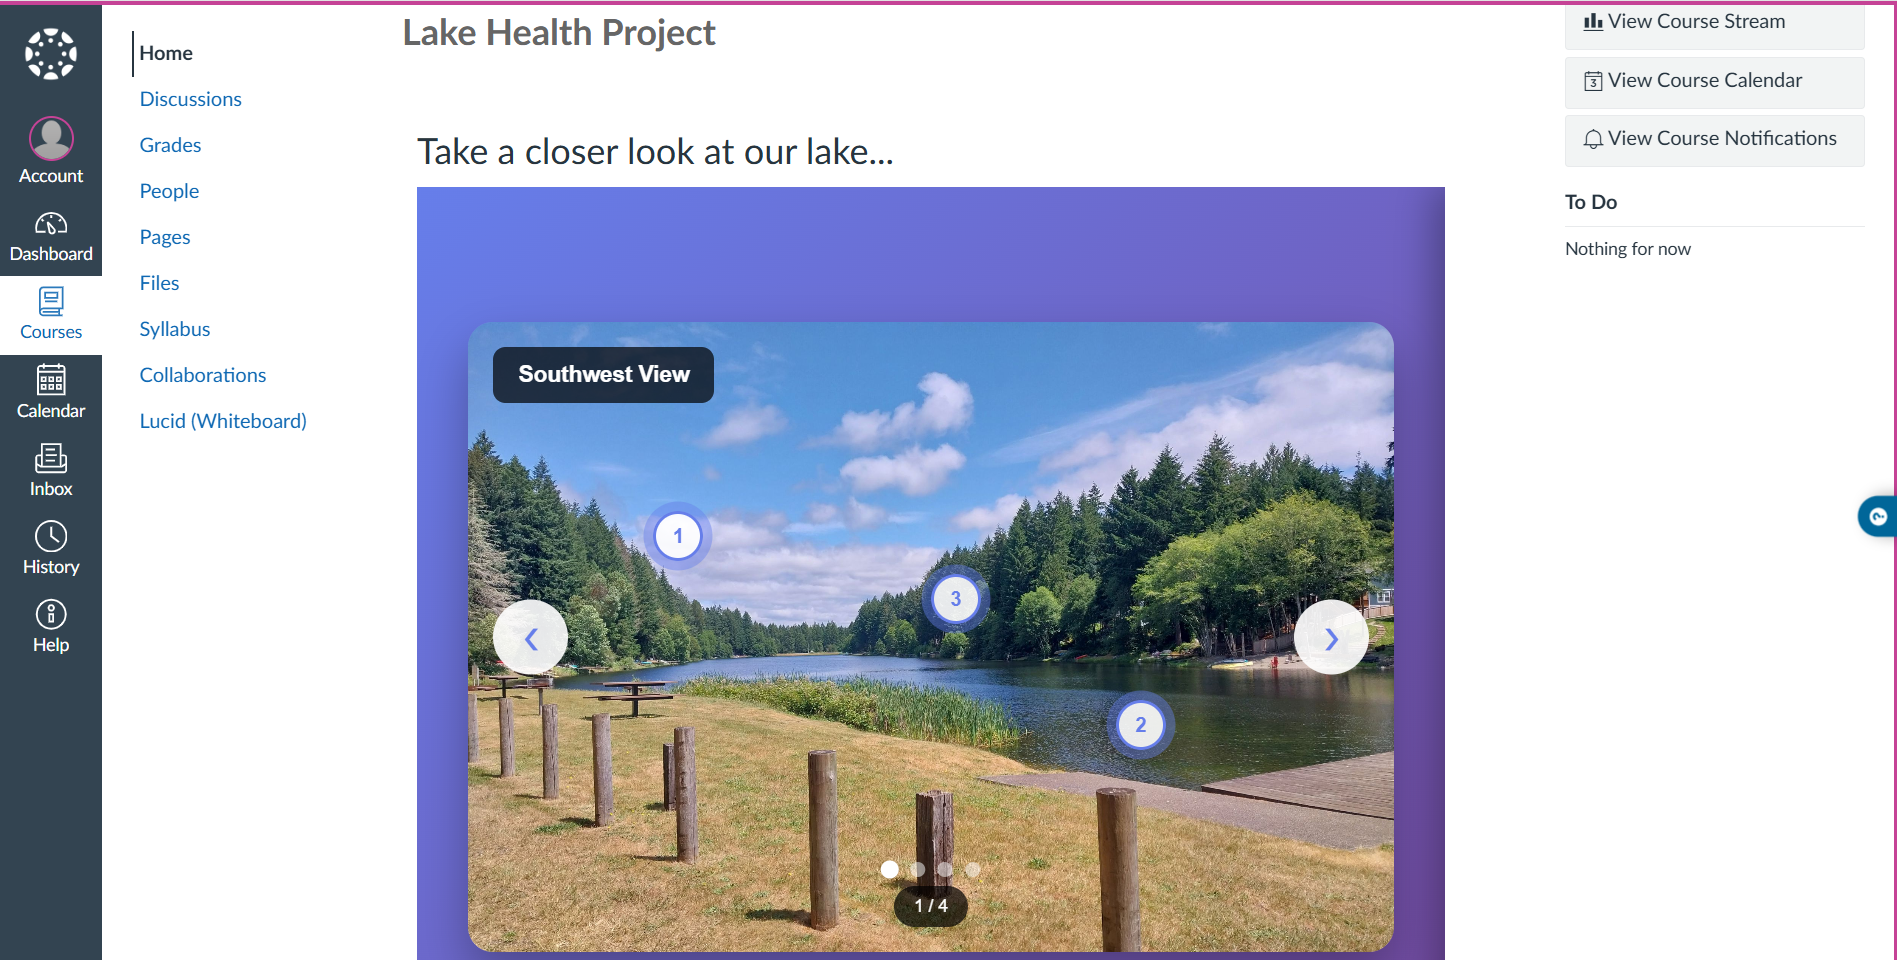 Account
Dashboard
Courses
Calendar
Inbox
History
Help
Home
Discussions
Grades
People
Pages
Files
Syllabus
Collaborations
Lucid (Whiteboard)
Lake Health Project
Take a closer look at our lake...
Southwest View
1
3
2
‹
›
1 / 4
View Course Stream
3 View Course Calendar
View Course Notifications
To Do
Nothing for now